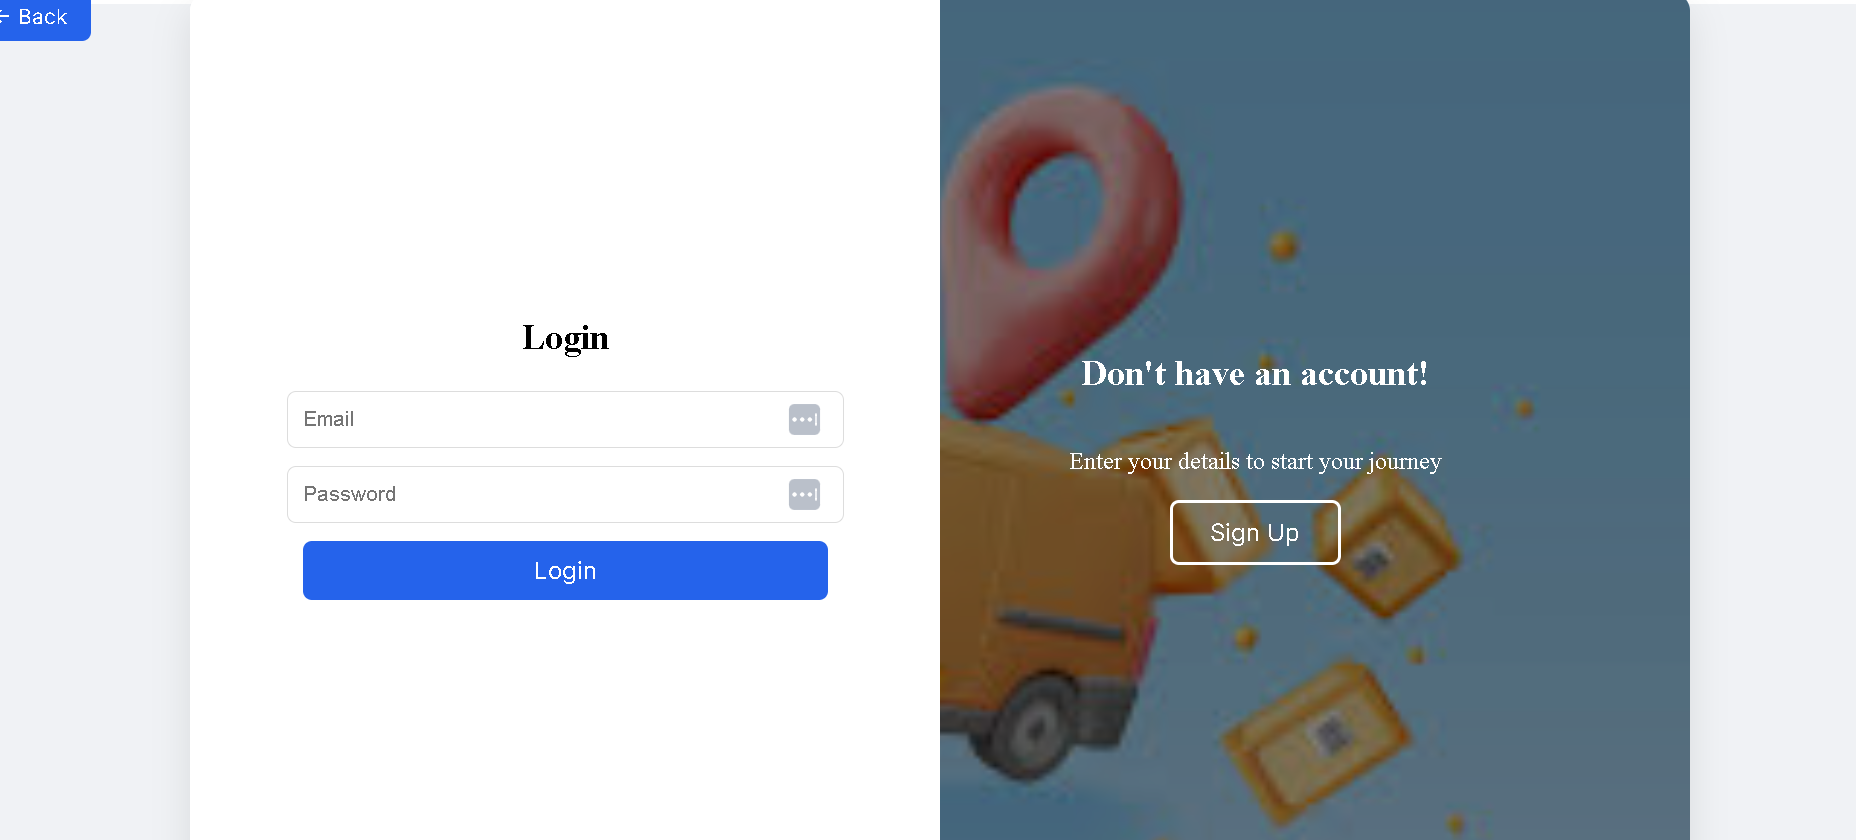 ← Back
Login
Email
Password
Login
Don't have an account!
Enter your details to start your journey
Sign Up